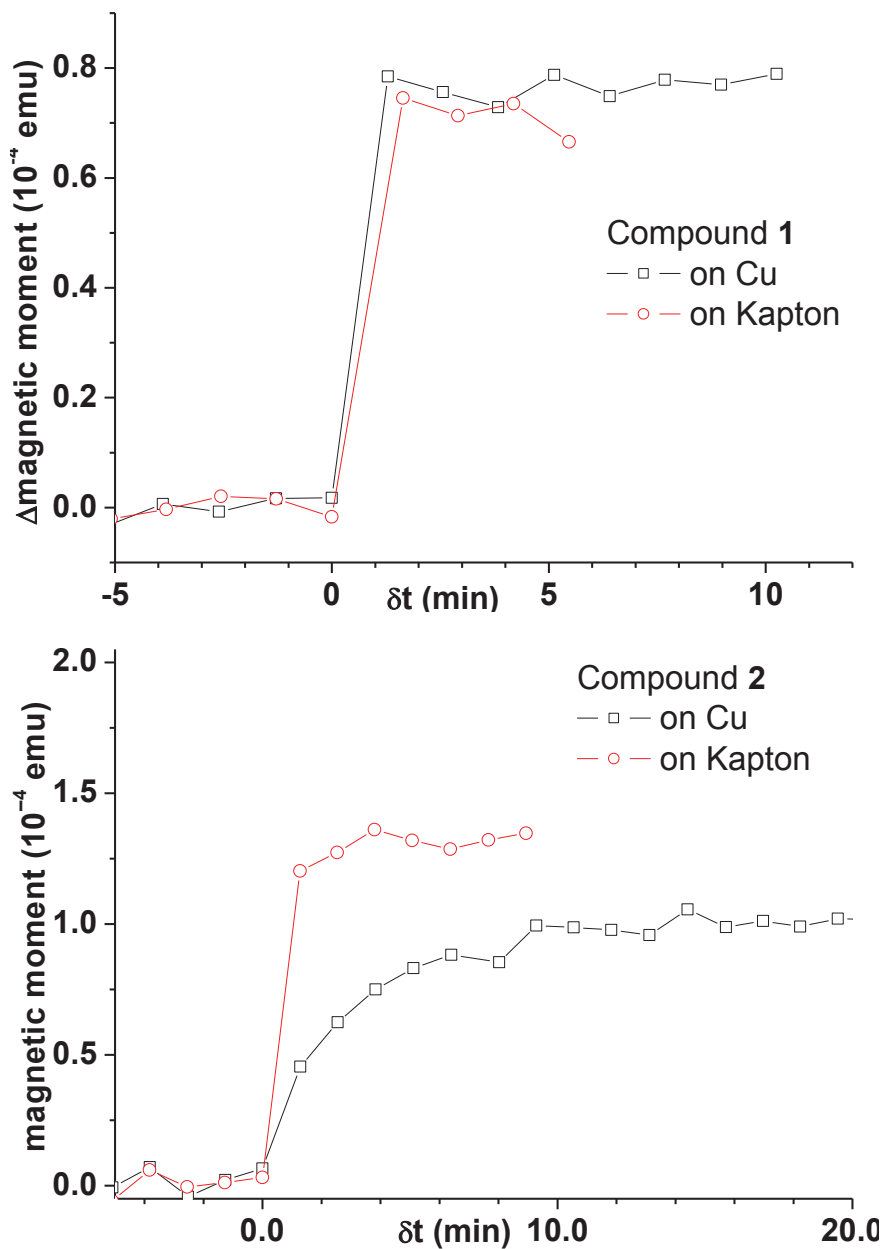 0.8
0.6
0.4
0.2
0.0
Δmagnetic moment (10⁻⁴ emu)
Compound 1
on Cu
on Kapton
-5 0 5 10
δt (min)
2.0
1.5
1.0
0.5
0.0
magnetic moment (10⁻⁴ emu)
Compound 2
on Cu
on Kapton
0.0 10.0 20.0
δt (min)